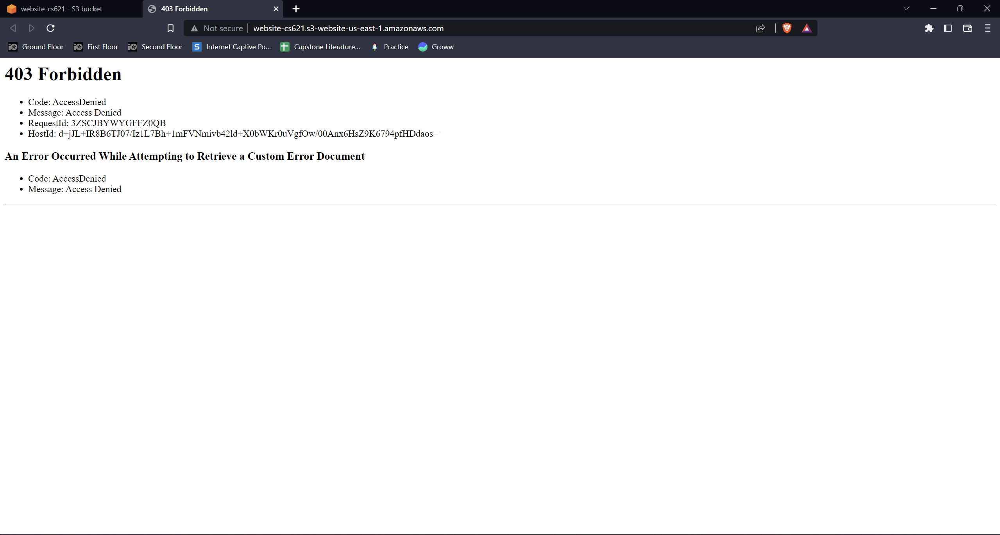 website-cs621 - S3 bucket
403 Forbidden
Not secure
website-cs621.s3-website-us-east-1.amazonaws.com
Ground Floor
First Floor
Second Floor
Internet Captive Po...
Capstone Literature...
Practice
Groww
403 Forbidden
• Code: AccessDenied
• Message: Access Denied
• RequestId: 3ZSCJBYWYGFFZ0QB
• HostId: d+jJL+IR8B6TJ07/Iz1L7Bh+1mFVNmivb42ld+X0bWKr0uVgfOw/00Anx6HsZ9K6794pfHDdaos=
An Error Occurred While Attempting to Retrieve a Custom Error Document
• Code: AccessDenied
• Message: Access Denied